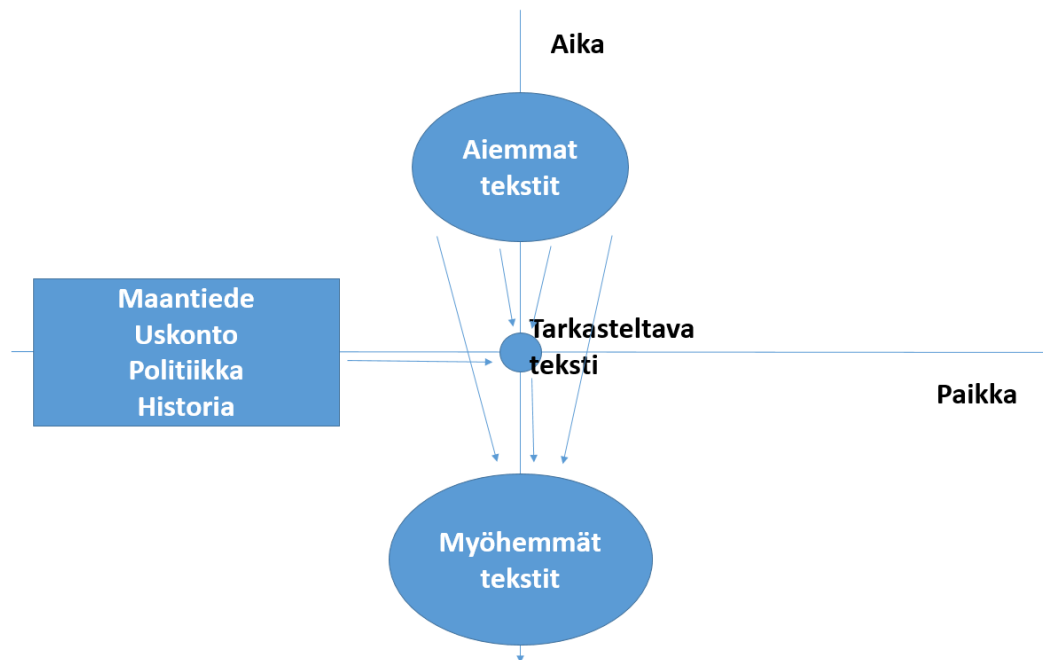 Aika
Aiemmat
tekstit
Maantiede
Uskonto
Politiikka
Historia
Tarkasteltava
teksti
Paikka
Myöhemmät
tekstit